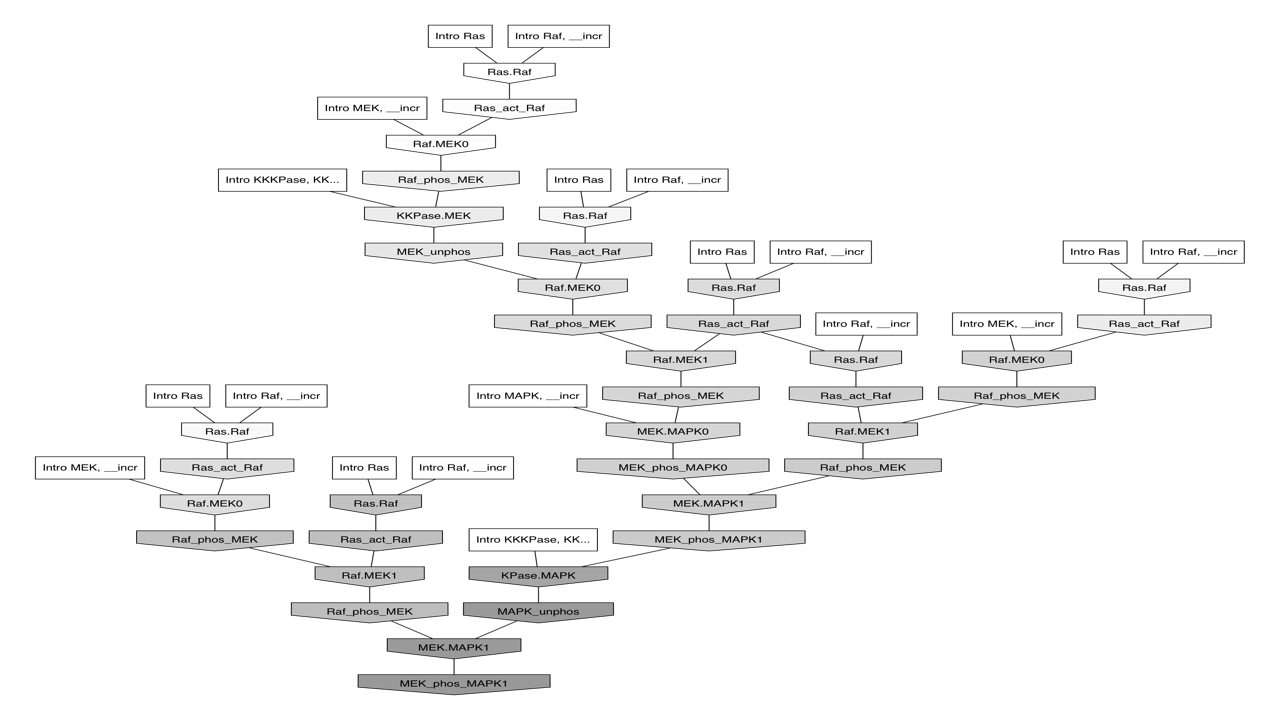 Intro Ras
Intro Raf, __incr
Ras.Raf
Intro MEK, __incr
Ras_act_Raf
Raf.MEK0
Intro KKKPase, KK...
Raf_phos_MEK
Intro Ras
Intro Raf, __incr
KKPase.MEK
Ras.Raf
MEK_unphos
Ras_act_Raf
Intro Ras
Intro Raf, __incr
Intro Ras
Intro Raf, __incr
Raf.MEK0
Ras.Raf
Ras.Raf
Raf_phos_MEK
Ras_act_Raf
Intro Raf, __incr
Intro MEK, __incr
Ras_act_Raf
Raf.MEK1
Ras.Raf
Raf.MEK0
Intro Ras
Intro Raf, __incr
Intro MAPK, __incr
Raf_phos_MEK
Ras_act_Raf
Raf_phos_MEK
Ras.Raf
MEK.MAPK0
Raf.MEK1
Intro MEK, __incr
Ras_act_Raf
Intro Ras
Intro Raf, __incr
MEK_phos_MAPK0
Raf_phos_MEK
Raf.MEK0
Ras.Raf
MEK.MAPK1
Raf_phos_MEK
Ras_act_Raf
Intro KKKPase, KK...
MEK_phos_MAPK1
Raf.MEK1
KPase.MAPK
Raf_phos_MEK
MAPK_unphos
MEK.MAPK1
MEK_phos_MAPK1